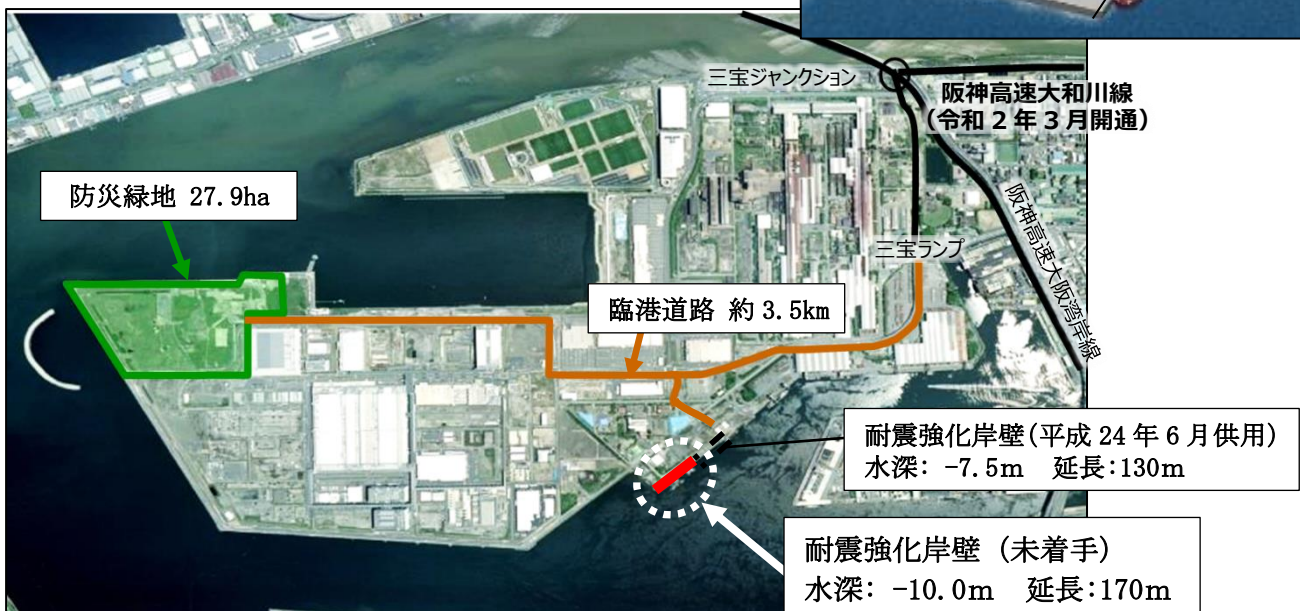 三宝ジャンクション
阪神高速大和川線
（令和 2 年 3 月開通）
防災緑地 27.9ha
阪神高速大阪湾岸線
三宝ランプ
臨港道路 約 3.5km
耐震強化岸壁（平成 24 年 6 月供用）
水深： -7.5m 延長：130m
耐震強化岸壁 （未着手）
水深： -10.0m 延長：170m